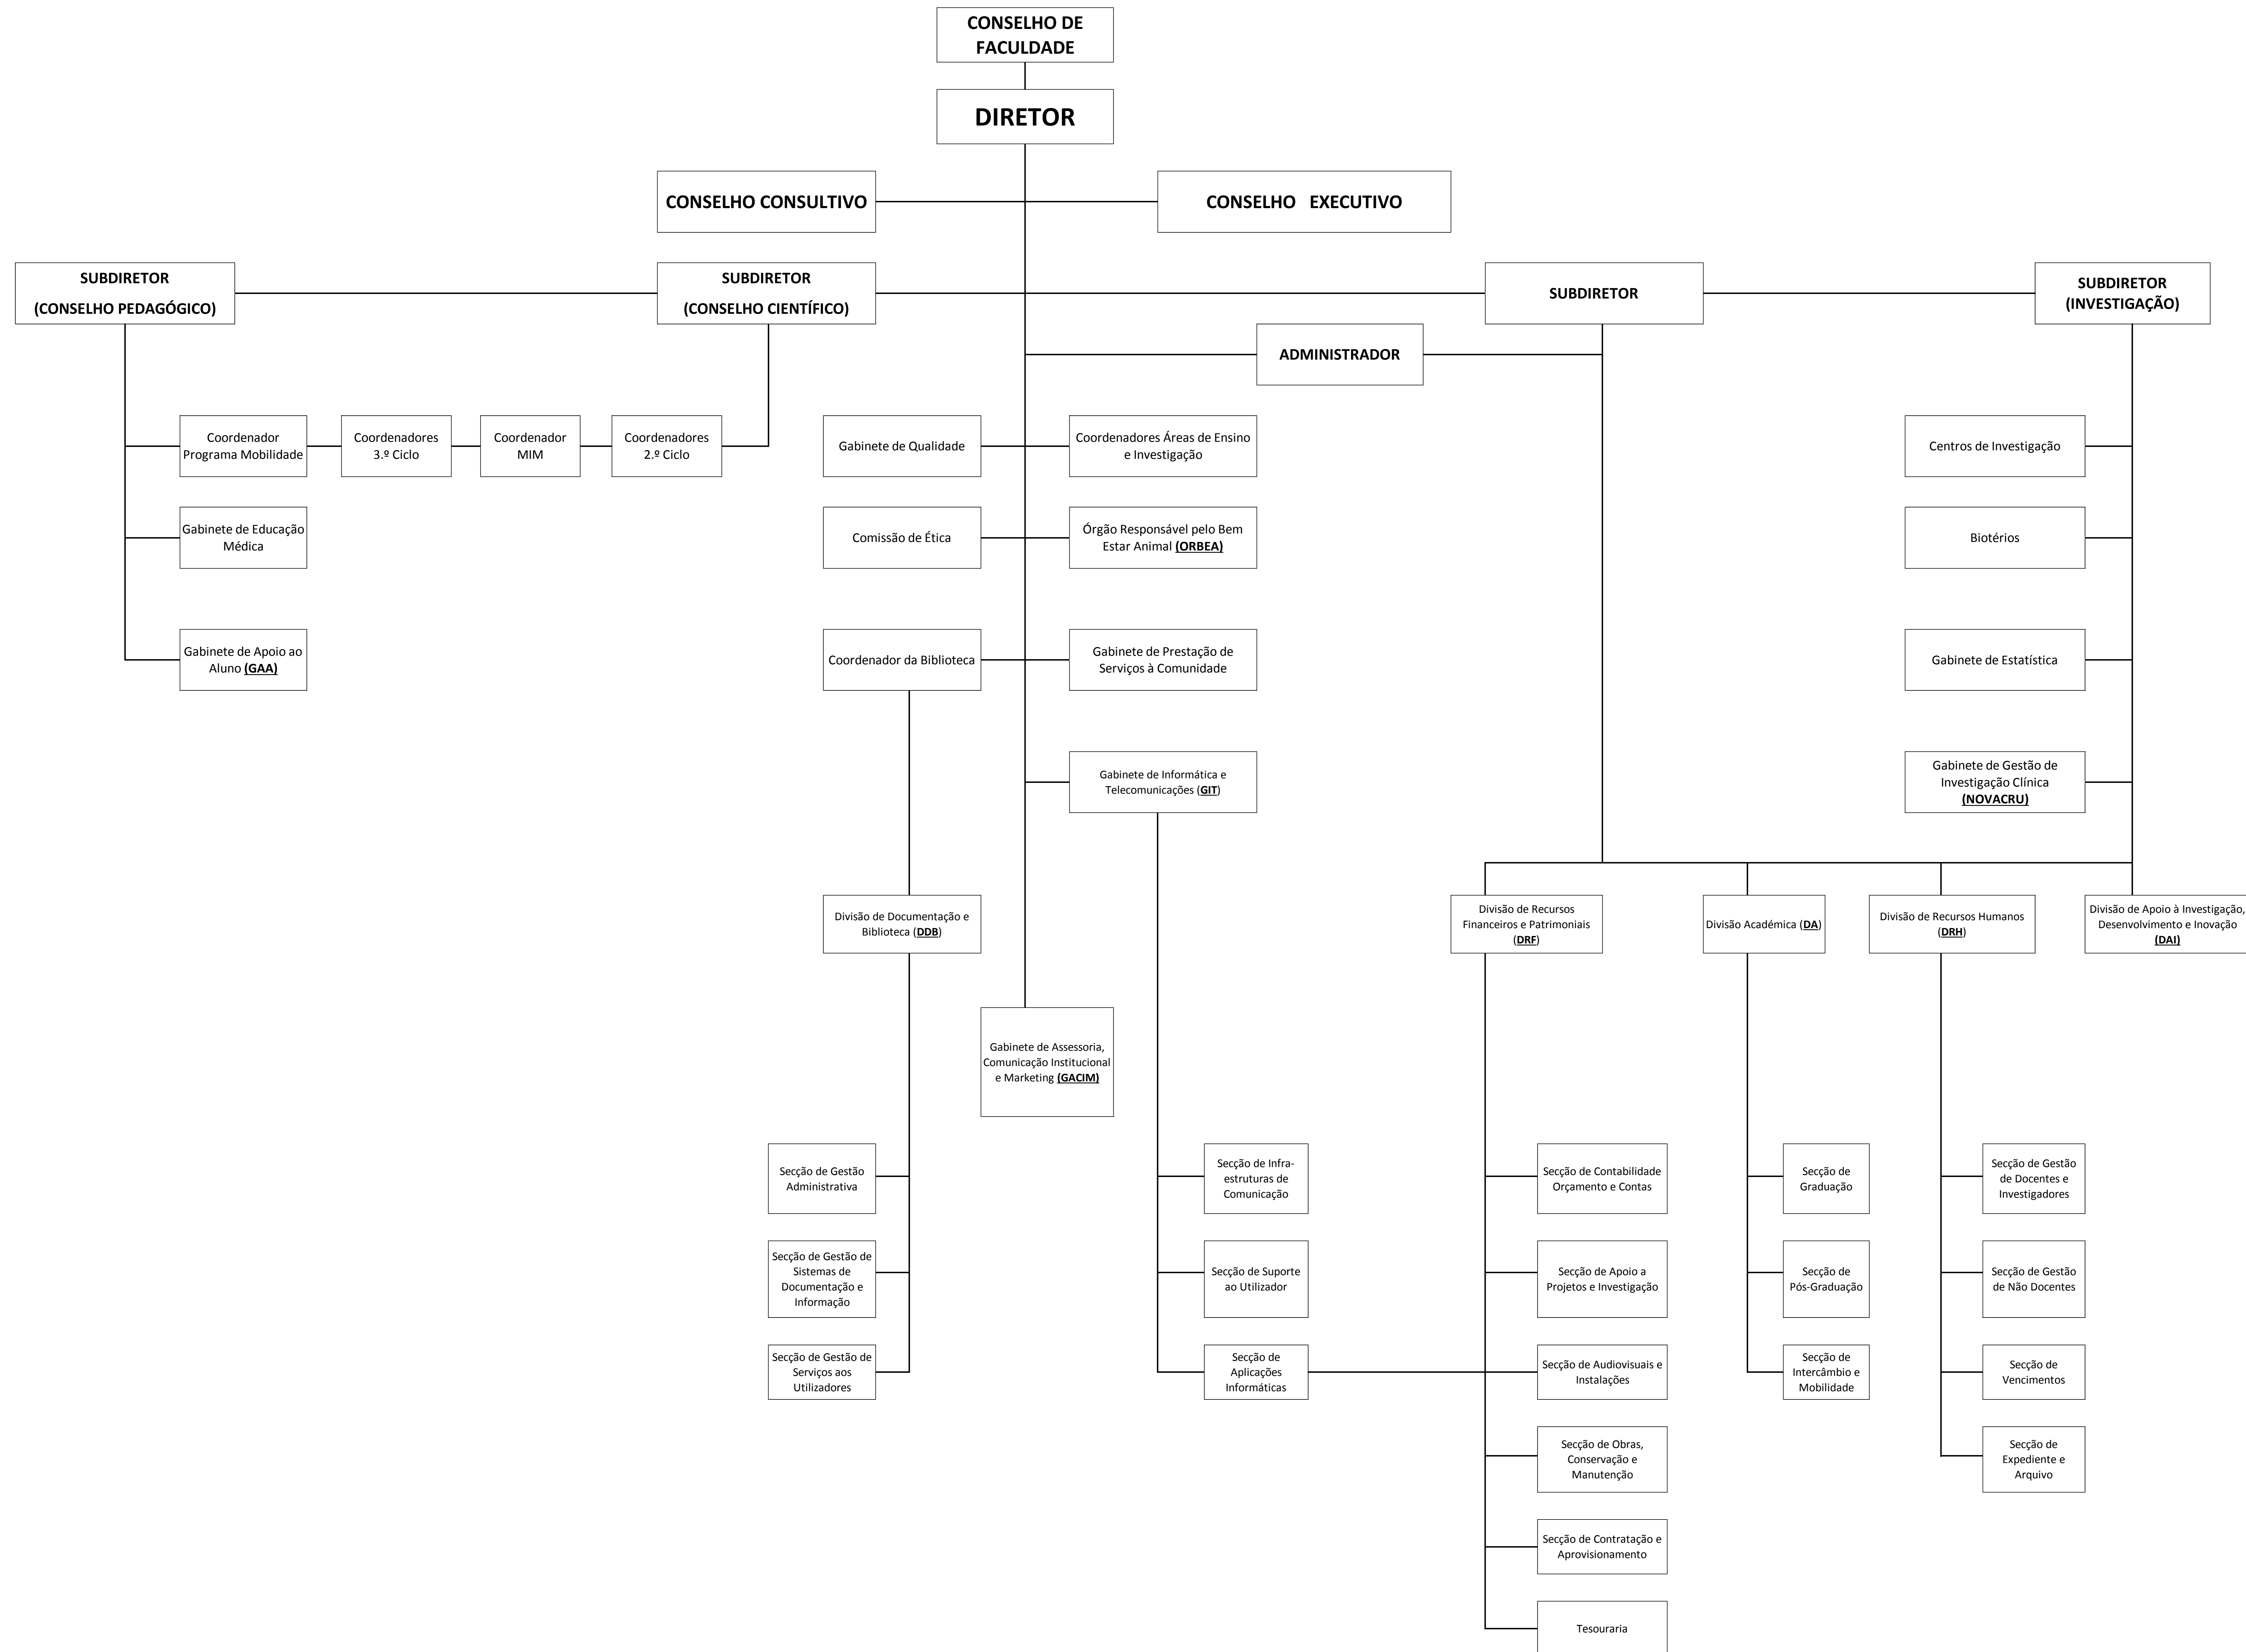 CONSELHO DE
FACULDADE
DIRETOR
CONSELHO CONSULTIVO
CONSELHO EXECUTIVO
SUBDIRETOR
(CONSELHO PEDAGÓGICO)
SUBDIRETOR
(CONSELHO CIENTÍFICO)
SUBDIRETOR
SUBDIRETOR
(INVESTIGAÇÃO)
ADMINISTRADOR
Coordenador
Programa Mobilidade
Coordenadores
3.º Ciclo
Coordenador
MIM
Coordenadores
2.º Ciclo
Gabinete de Qualidade
Coordenadores Áreas de Ensino
e Investigação
Centros de Investigação
Gabinete de Educação
Médica
Comissão de Ética
Órgão Responsável pelo Bem
Estar Animal (ORBEA)
Biotérios
Gabinete de Apoio ao
Aluno (GAA)
Coordenador da Biblioteca
Gabinete de Prestação de
Serviços à Comunidade
Gabinete de Estatística
Gabinete de Informática e
Telecomunicações (GIT)
Gabinete de Gestão de
Investigação Clínica
(NOVACRU)
Divisão de Documentação e
Biblioteca (DDB)
Divisão de Recursos
Financeiros e Patrimoniais
(DRF)
Divisão Académica (DA)
Divisão de Recursos Humanos
(DRH)
Divisão de Apoio à Investigação,
Desenvolvimento e Inovação
(DAI)
Gabinete de Assessoria,
Comunicação Institucional
e Marketing (GACIM)
Secção de Gestão
Administrativa
Secção de Infra-
estruturas de
Comunicação
Secção de Contabilidade
Orçamento e Contas
Secção de
Graduação
Secção de Gestão
de Docentes e
Investigadores
Secção de Gestão de
Sistemas de
Documentação e
Informação
Secção de Suporte
ao Utilizador
Secção de Apoio a
Projetos e Investigação
Secção de
Pós-Graduação
Secção de Gestão
de Não Docentes
Secção de Gestão de
Serviços aos
Utilizadores
Secção de
Aplicações
Informáticas
Secção de Audiovisuais e
Instalações
Secção de
Intercâmbio e
Mobilidade
Secção de
Vencimentos
Secção de Obras,
Conservação e
Manutenção
Secção de
Expediente e
Arquivo
Secção de Contratação e
Aprovisionamento
Tesouraria